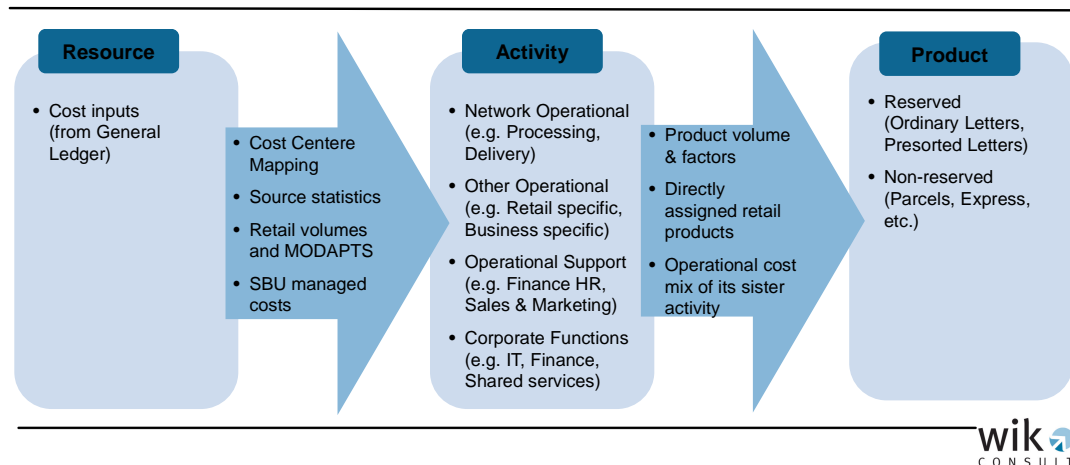 Resource
• Cost inputs
(from General
Ledger)
• Cost Centere
Mapping
• Source statistics
• Retail volumes
and MODAPTS
• SBU managed
costs
Activity
• Network Operational
(e.g. Processing,
Delivery)
• Other Operational
(e.g. Retail specific,
Business specific)
• Operational Support
(e.g. Finance HR,
Sales & Marketing)
• Corporate Functions
(e.g. IT, Finance,
Shared services)
• Product volume
& factors
• Directly
assigned retail
products
• Operational cost
mix of its sister
activity
Product
• Reserved
(Ordinary Letters,
Presorted Letters)
• Non-reserved
(Parcels, Express,
etc.)
wik
CONSULT